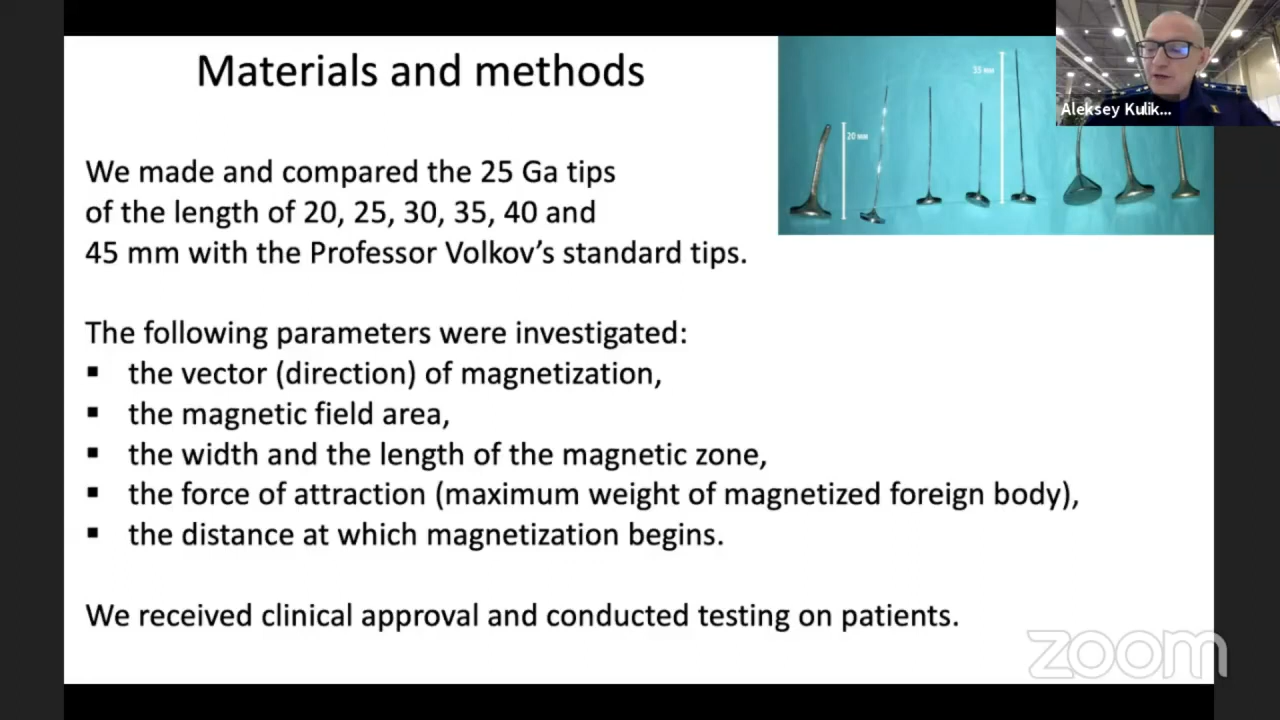 Materials and methods
20 мм
33 мм
Aleksey Kulik...
We made and compared the 25 Ga tips
of the length of 20, 25, 30, 35, 40 and
45 mm with the Professor Volkov’s standard tips.
The following parameters were investigated:
▪ the vector (direction) of magnetization,
▪ the magnetic field area,
▪ the width and the length of the magnetic zone,
▪ the force of attraction (maximum weight of magnetized foreign body),
▪ the distance at which magnetization begins.
We received clinical approval and conducted testing on patients.
zoom